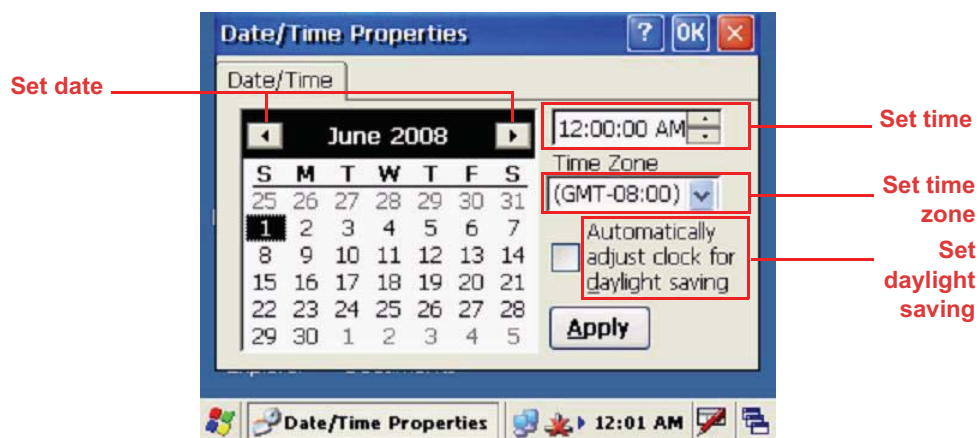 Date/Time Properties ? OK ×
Date/Time
Set date
June 2008
S M T W T F S
25 26 27 28 29 30 31
1 2 3 4 5 6 7
8 9 10 11 12 13 14
15 16 17 18 19 20 21
22 23 24 25 26 27 28
29 30 1 2 3 4 5
12:00:00 AM
Set time
Time Zone
(GMT-08:00)
Set time
zone
Automatically
adjust clock for
daylight saving
Set
daylight
saving
Apply
Date/Time Properties
12:01 AM